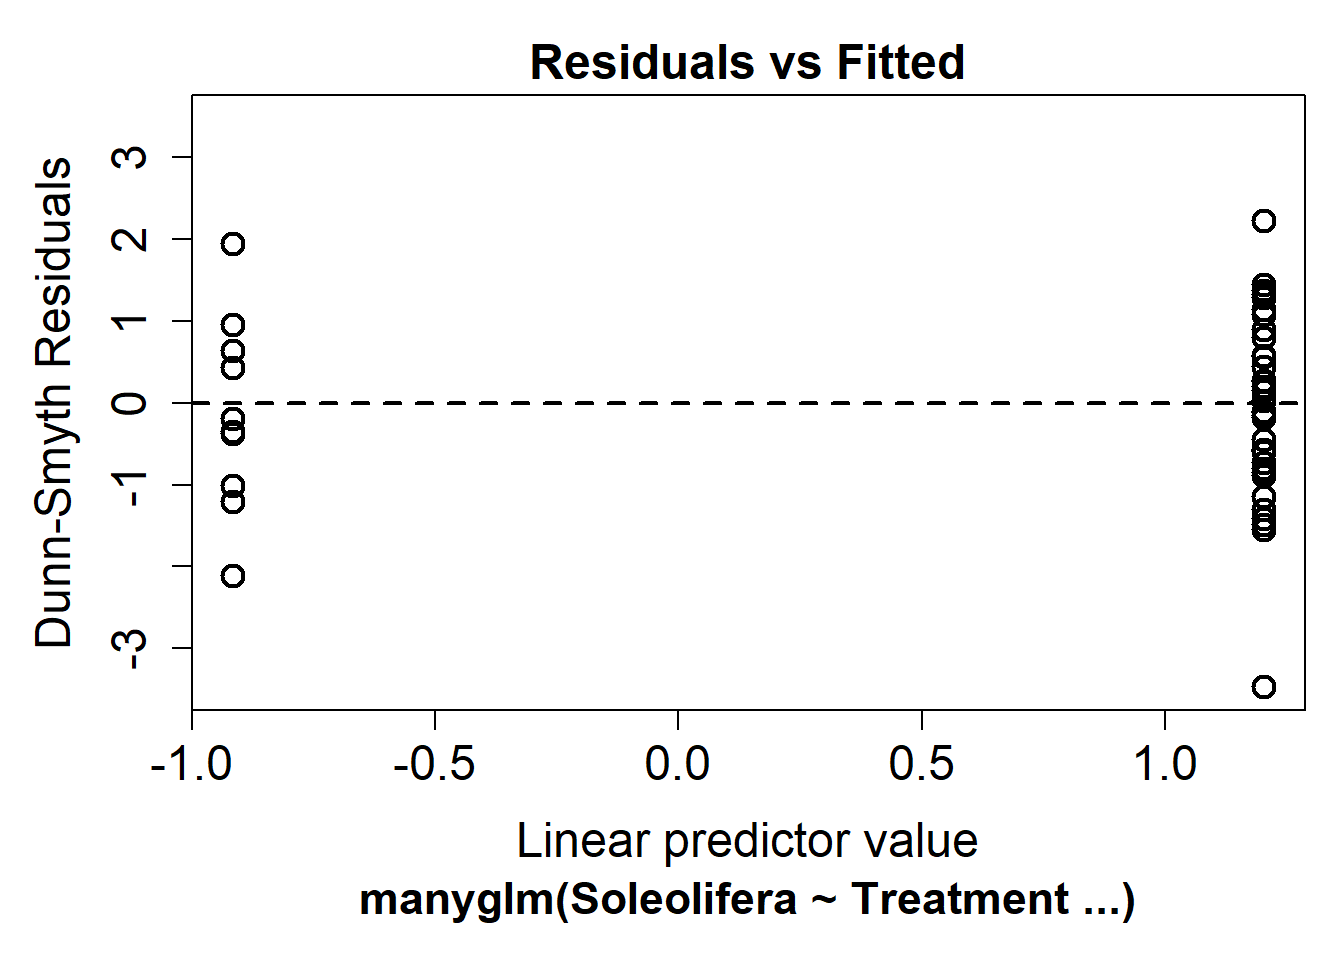 Residuals vs Fitted
Dunn-Smyth Residuals
3
2
1
0
-1
-3
-1.0 -0.5 0.0 0.5 1.0
Linear predictor value
manyglm(Soleolifera ~ Treatment ...)